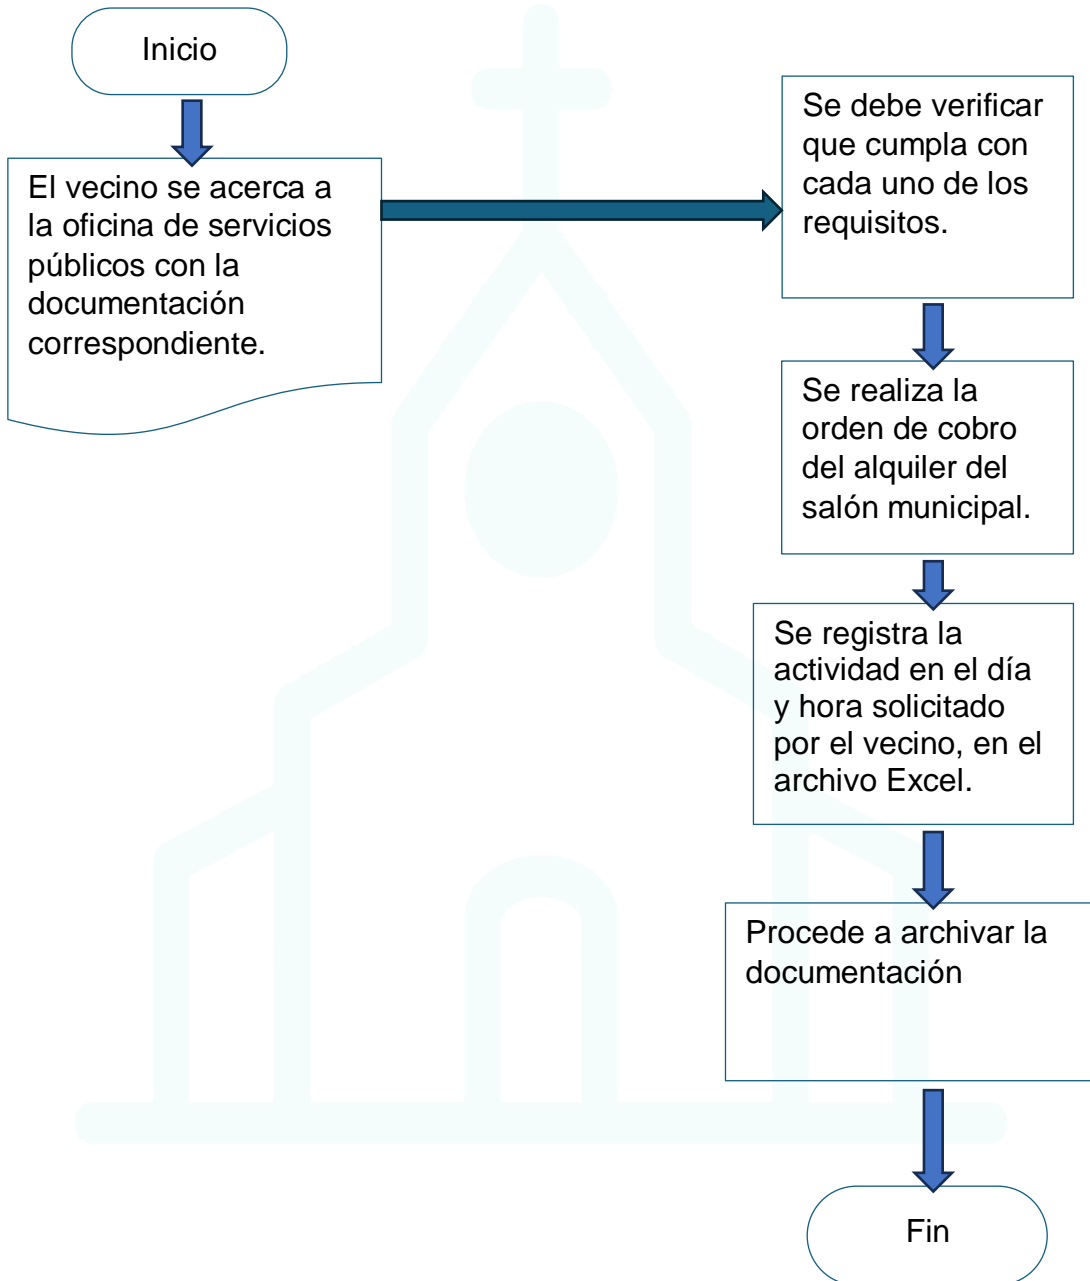 Inicio
El vecino se acerca a
la oficina de servicios
públicos con la
documentación
correspondiente.
Se debe verificar
que cumpla con
cada uno de los
requisitos.
Se realiza la
orden de cobro
del alquiler del
salón municipal.
Se registra la
actividad en el día
y hora solicitado
por el vecino, en el
archivo Excel.
Procede a archivar la
documentación
Fin